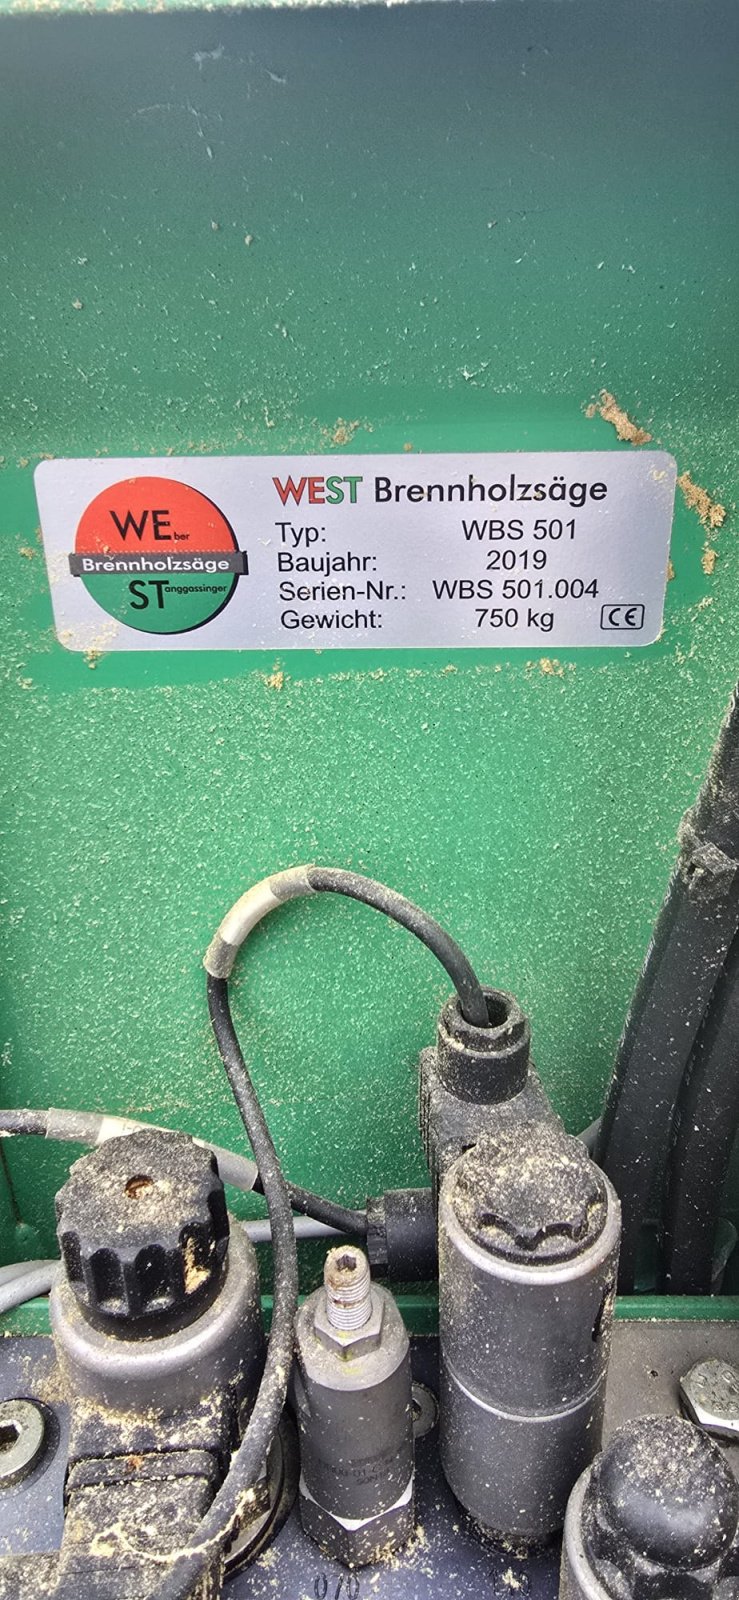 WEber
Brennholzsäge
STanggassinger
WEST Brennholzsäge
Typ: WBS 501
Baujahr: 2019
Serien-Nr.: WBS 501.004
Gewicht: 750 kg CE